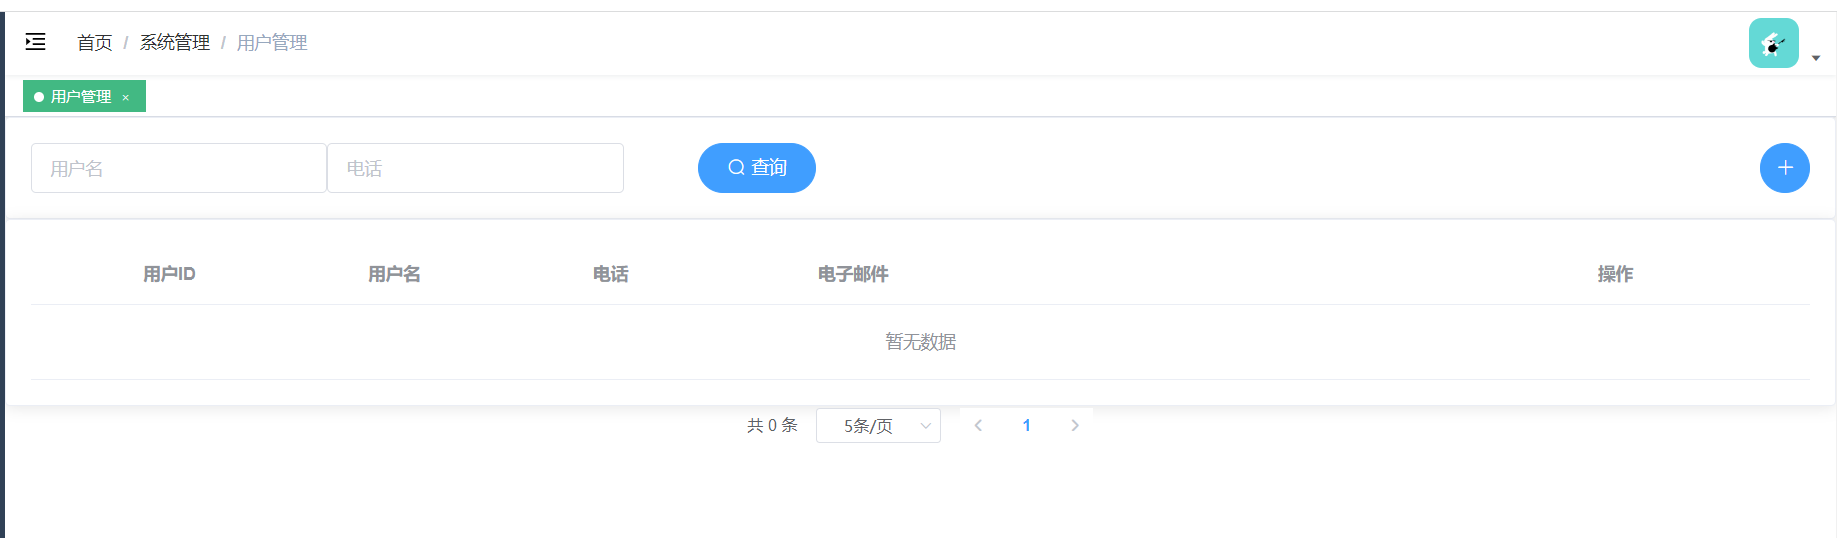 首页 / 系统管理 / 用户管理
用户管理 ×
用户名 电话 查询
用户ID 用户名 电话 电子邮件 操作
暂无数据
共 0 条 5条/页 1